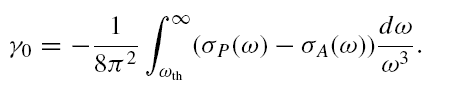 γ₀ = − 1/(8π²) ∫_{ω_th}^{∞} (σ_P(ω) − σ_A(ω)) dω/ω³.